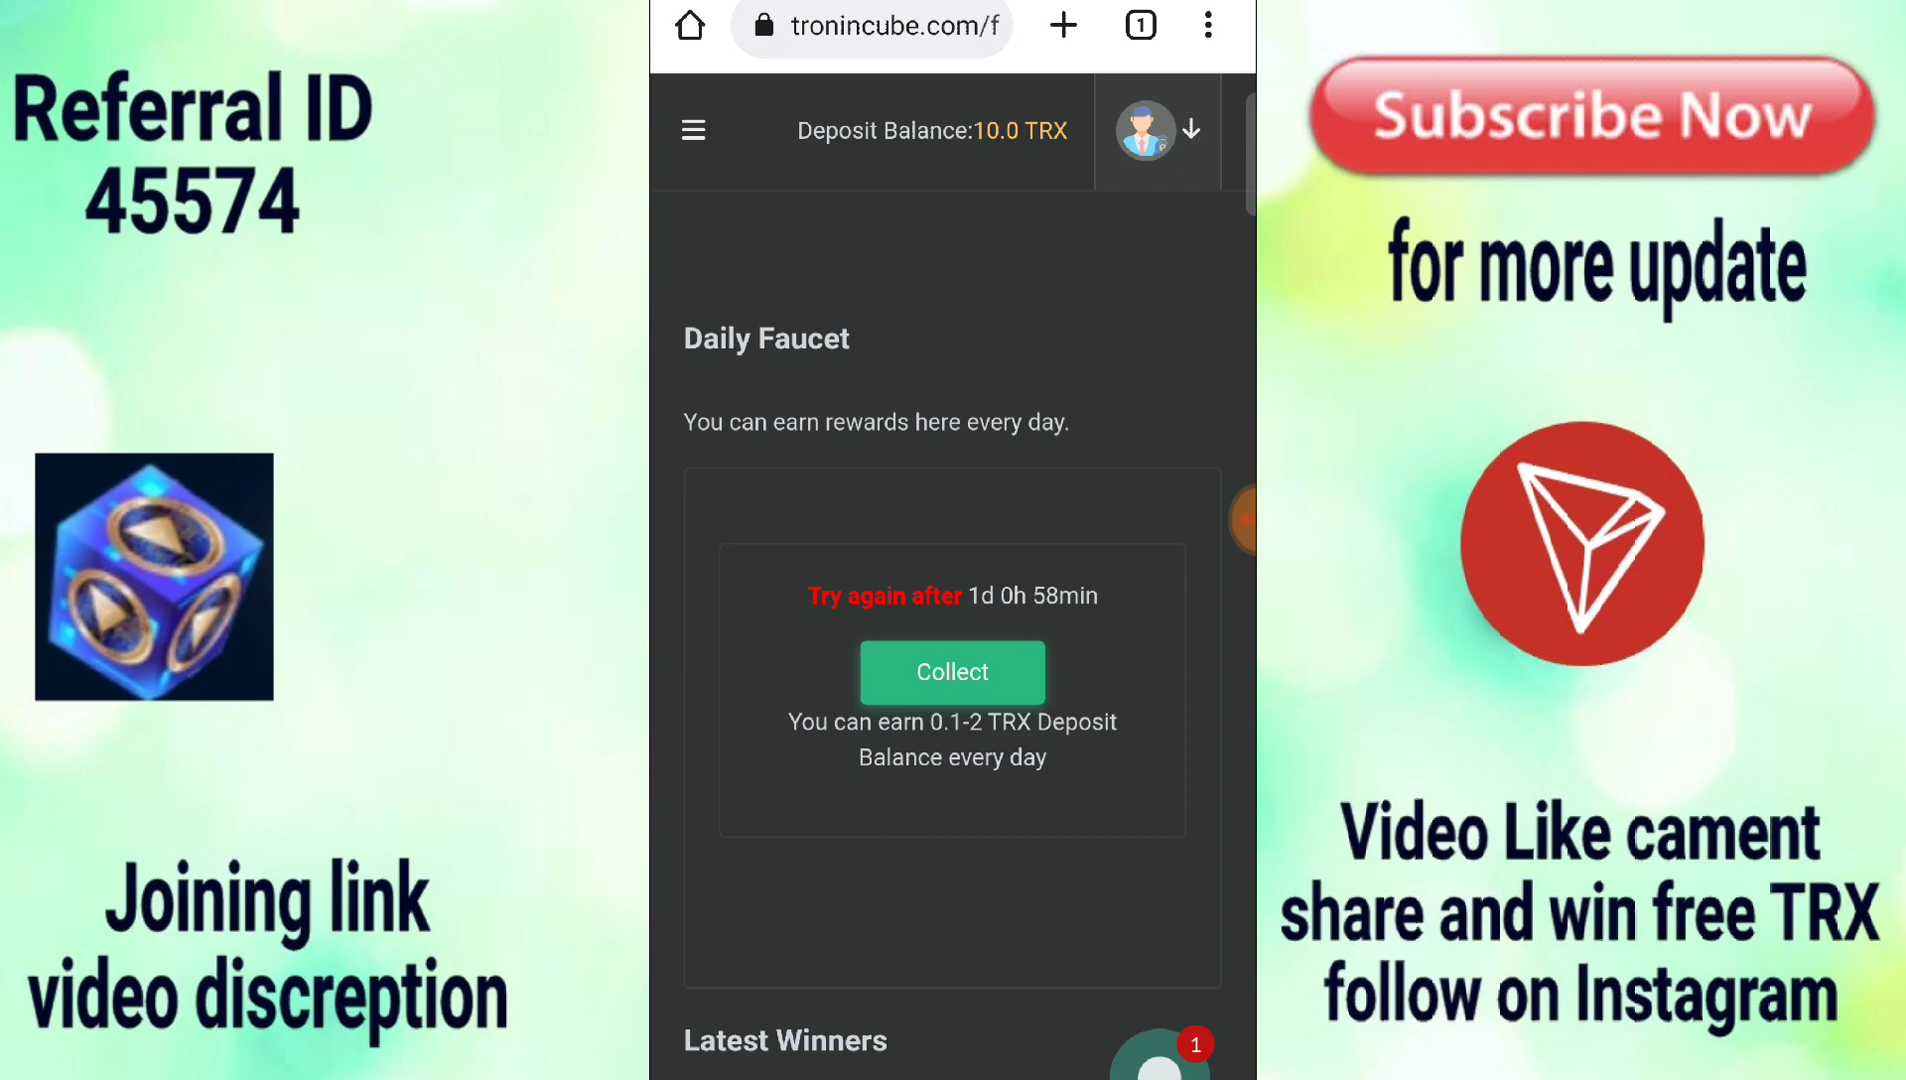 Referral ID
45574
Joining link
video discreption
tronincube.com/f
1
Deposit Balance:10.0 TRX
Daily Faucet
You can earn rewards here every day.
Try again after 1d 0h 58min
Collect
You can earn 0.1-2 TRX Deposit
Balance every day
Latest Winners
1
Subscribe Now
for more update
Video Like cament
share and win free TRX
follow on Instagram